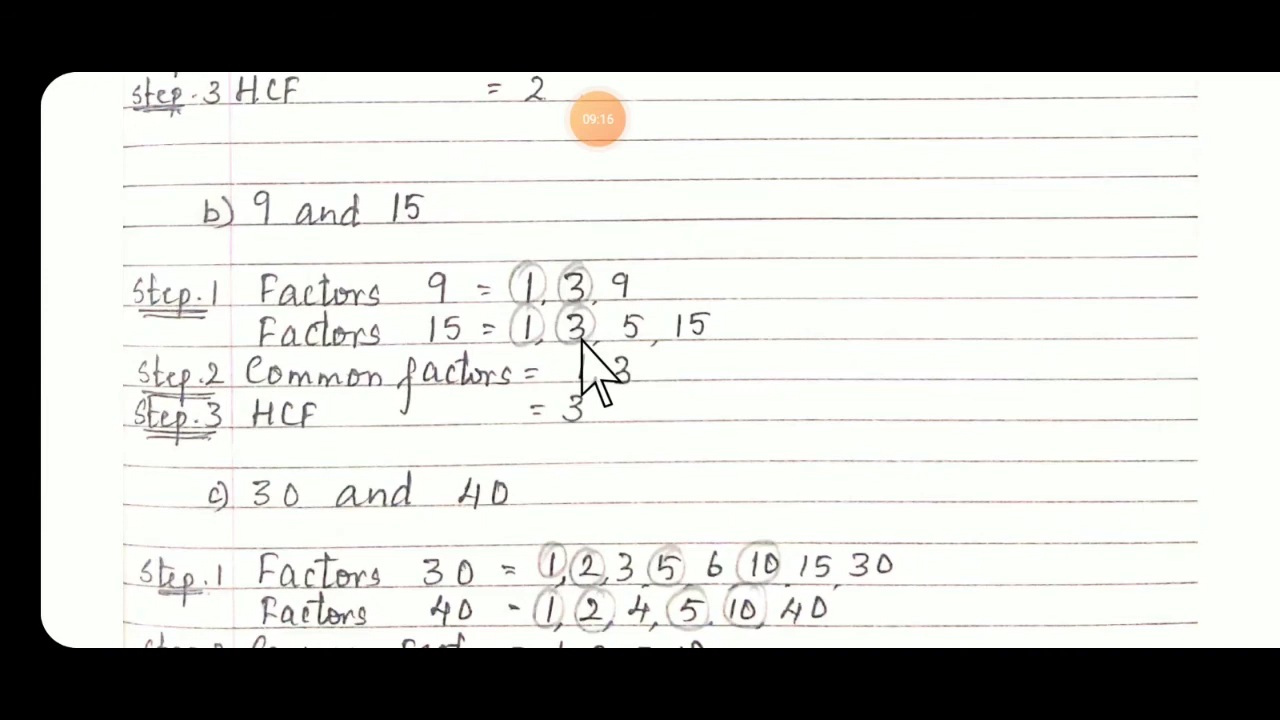 Step.3 HCF = 2
09:16
b) 9 and 15
Step.1 Factors 9 = 1, 3, 9
Factors 15 = 1, 3, 5, 15
Step.2 Common factors = 3
Step.3 HCF = 3
c) 30 and 40
Step.1 Factors 30 = 1, 2, 3, 5, 6 10, 15, 30
Factors 40 - 1, 2, 4, 5, 10, 40